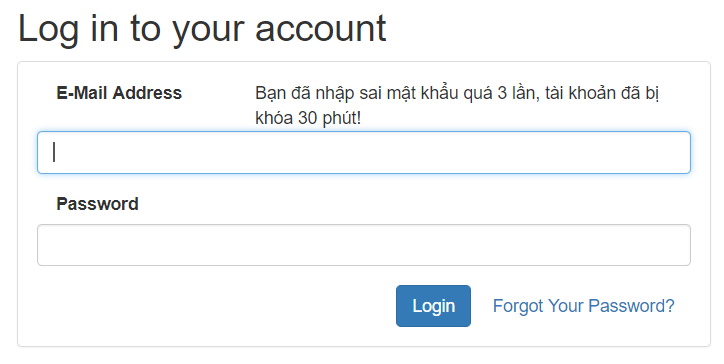 Log in to your account
E-Mail Address
Bạn đã nhập sai mật khẩu quá 3 lần, tài khoản đã bị
khóa 30 phút!
Password
Login
Forgot Your Password?